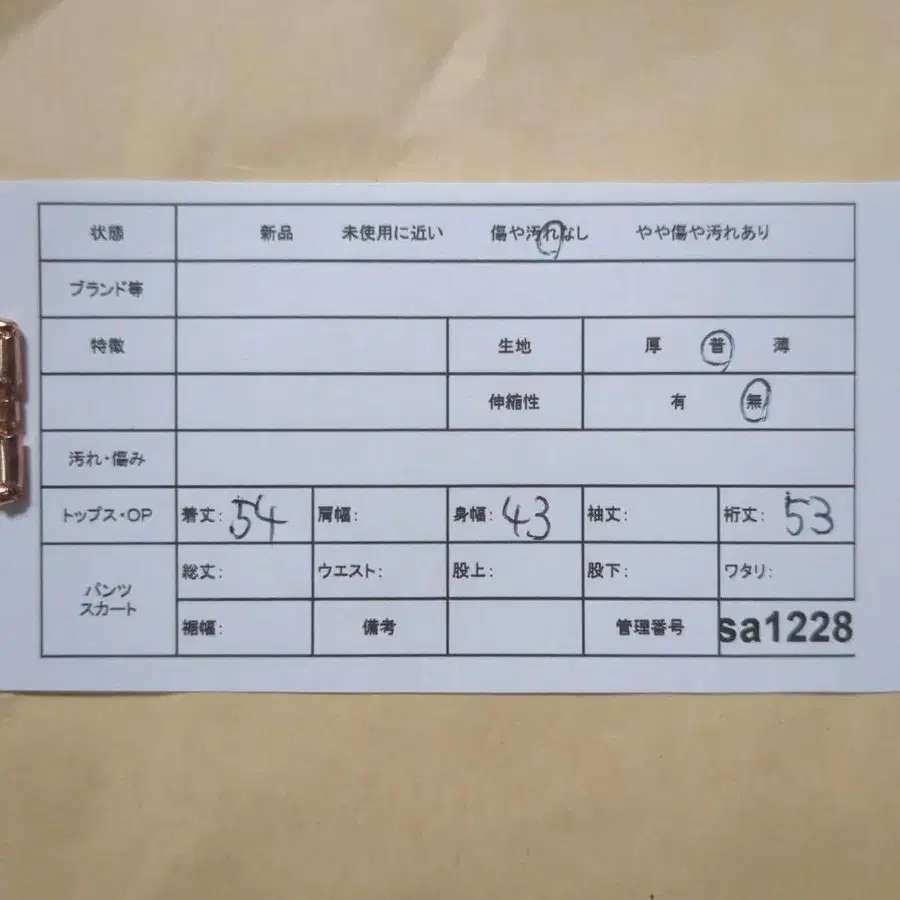 状態 新品 未使用に近い 傷や汚れなし やや傷や汚れあり
ブランド等
特徴 生地 厚 普 薄
伸縮性 有 無
汚れ・傷み
トップス・OP 着丈: 54 肩幅: 身幅: 43 袖丈: 裄丈: 53
パンツ
スカート
総丈: ウエスト: 股上: 股下: ワタリ:
裾幅: 備考 管理番号 sa1228